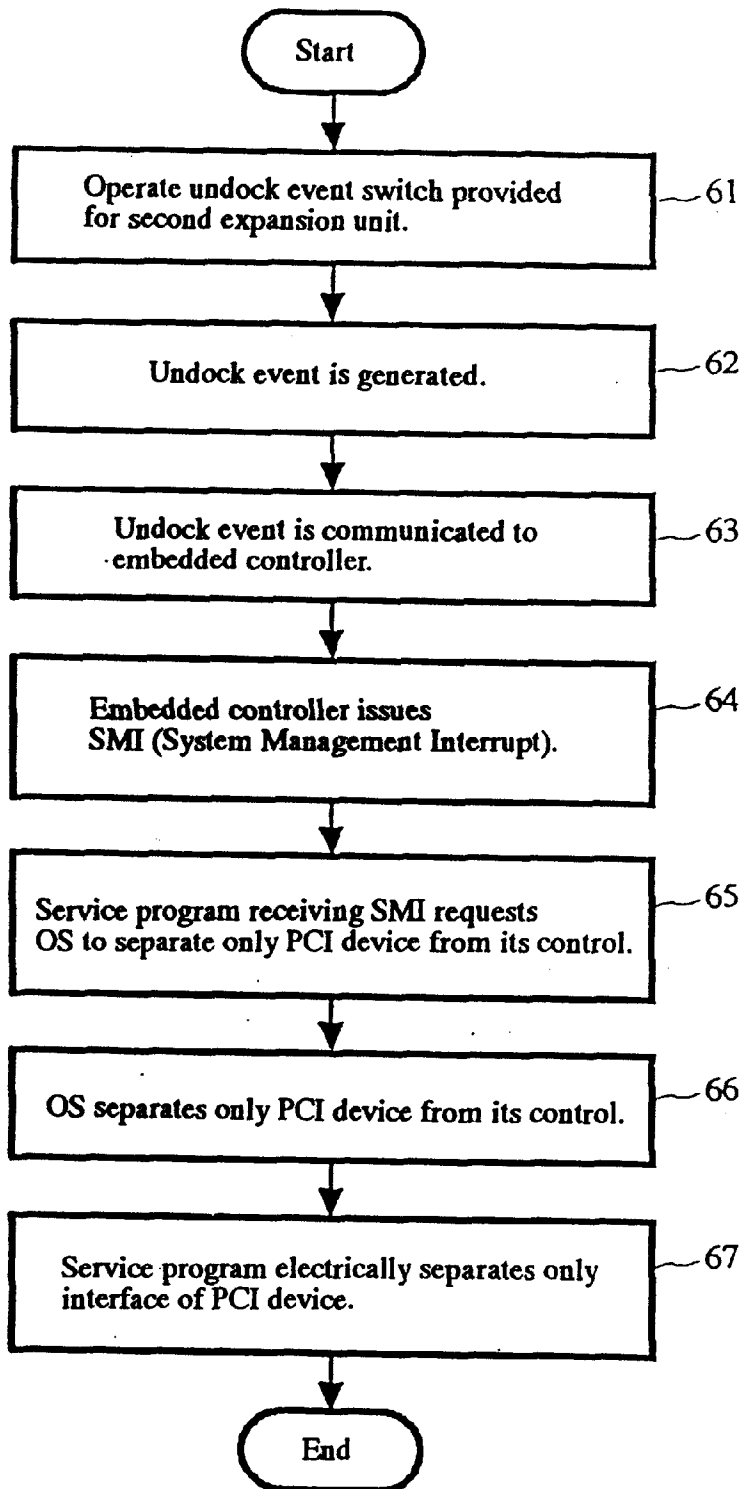 Start
Operate undock event switch provided
for second expansion unit.
61
Undock event is generated.
62
Undock event is communicated to
embedded controller.
63
Embedded controller issues
SMI (System Management Interrupt).
64
Service program receiving SMI requests
OS to separate only PCI device from its control.
65
OS separates only PCI device from its control.
66
Service program electrically separates only
interface of PCI device.
67
End